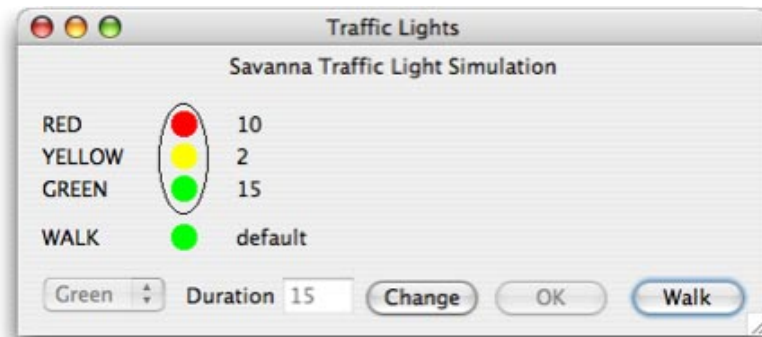 Traffic Lights
Savanna Traffic Light Simulation
RED 10
YELLOW 2
GREEN 15
WALK default
Green Duration 15 Change OK Walk